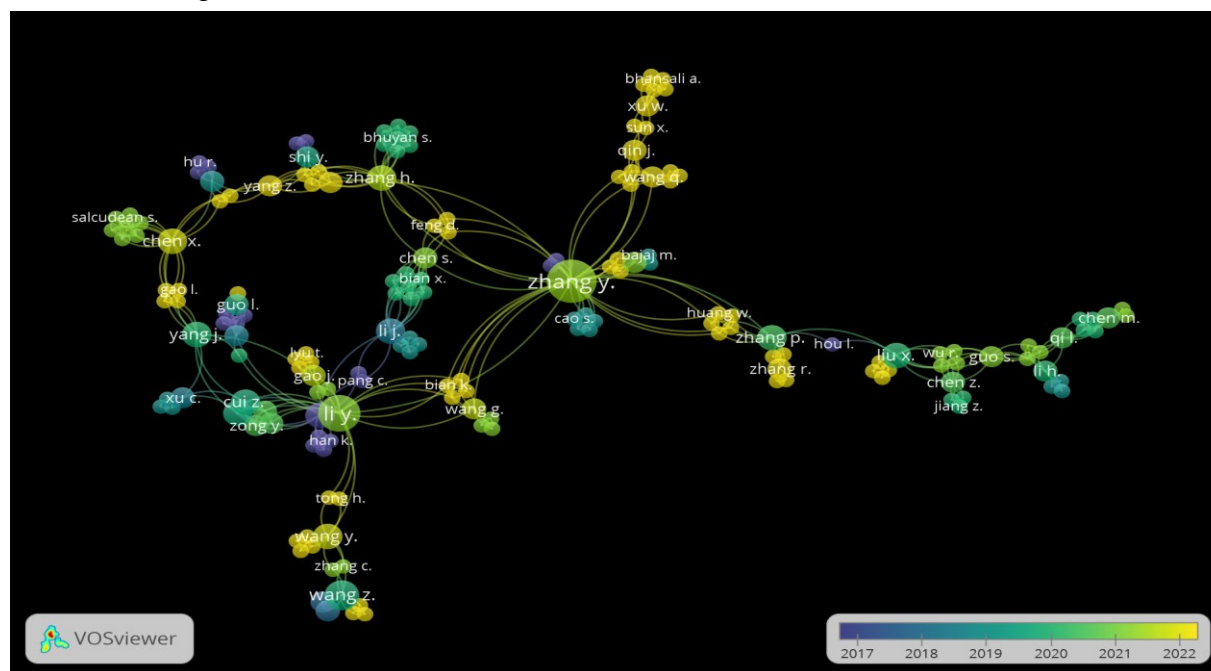 bhansali a.
xu w.
sun x.
bhuyan s.
qin j.
hu r.
shi y.
zhang h.
wang q.
yang z.
salcudean s.
feng d.
chen x.
chen s.
bajaj m.
bian x.
zhang y.
gao l.
guo l.
huang w.
cao s.
chen m.
yang j.
li j.
zhang p.
hou l.
qi l.
lyu t.
liu x.
wu r.
guo s.
zhang r.
li h.
gao j.
pang c.
bian k.
chen z.
xu c.
cui z.
li y.
wang g.
jiang z.
zong y.
han k.
tong h.
wang y.
zhang c.
wang z.
VOSviewer
2017 2018 2019 2020 2021 2022